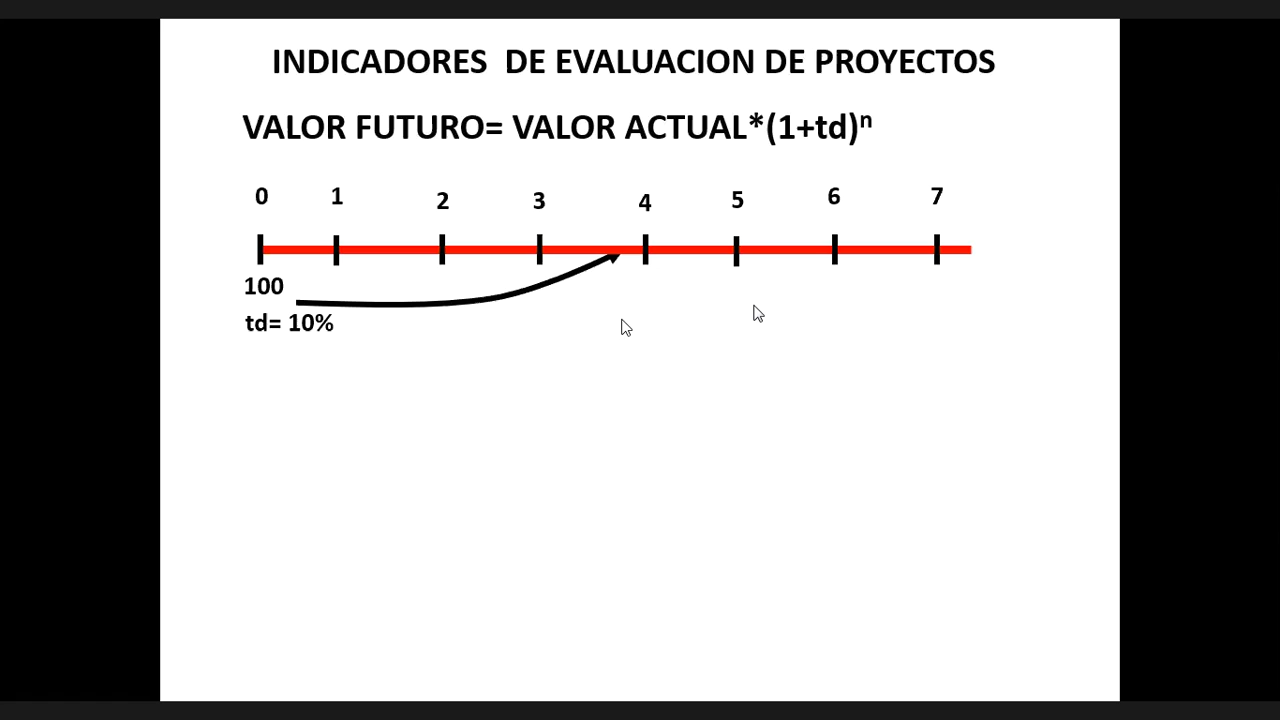 INDICADORES DE EVALUACION DE PROYECTOS
VALOR FUTURO= VALOR ACTUAL*(1+td)ⁿ
0 1 2 3 4 5 6 7
100
td= 10%